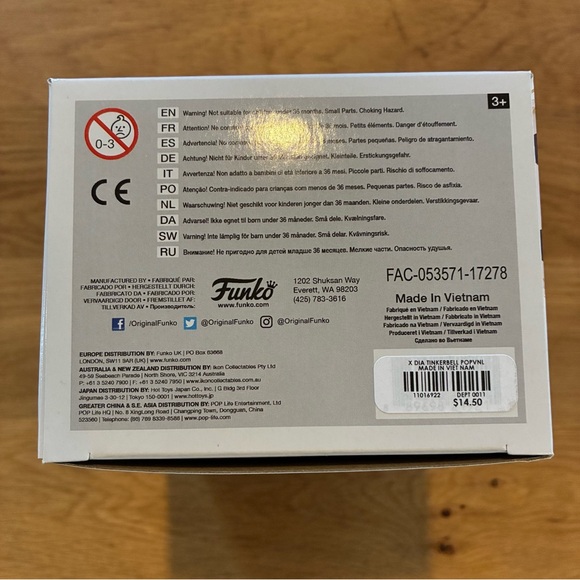 3+
0-3
EN Warning! Not suitable for children under 36 months. Small Parts. Choking Hazard.
FR Attention! Ne convient 36 mois. Petits éléments. Danger d'étouffement.
ES Advertencia! No 36 meses. Partes pequeñas. Peligro de atragantamiento.
DE Achtung! Nicht für Kinder unter 36 Monaten geeignet. Kleinteile. Erstickungsgefahr.
IT Avvertenza! Non adatto a bambini di età inferiore a 36 mesi. Piccole parti. Rischio di soffocamento.
PO Atenção! Contra-indicado para crianças com menos de 36 meses. Pequenas partes. Risco de asfixia.
NL Waarschuwing! Niet geschikt voor kinderen jonger dan 36 maanden. Kleine onderdelen. Verstikkingsgevaar.
DA Advarsel! Ikke egnet til børn under 36 måneder. Små dele. Kvælningsfare.
SW Varning! Inte lämplig för barn under 36 månader. Små delar. Kvävningsrisk.
RU Внимание! Не пригодно для детей младше 36 месяцев. Мелкие части. Опасность удушья.
CE
MANUFACTURED BY • FABRIQUÉ PAR:
FABRICADO POR • HERGESTELLT DURCH:
FABBRICATO DA • FABRICADO POR:
VERVAARDIGD DOOR • FREMSTILLET AF:
TILLVERKAD AV • Производитель:
Funko
www.funko.com
1202 Shuksan Way
Everett, WA 98203
(425) 783-3616
/OriginalFunko @OriginalFunko @OriginalFunko
FAC-053571-17278
Made In Vietnam
Fabriqué en Vietnam / Fabricado en Vietnam
Hergestellt in Vietnam / Fabbricato in Vietnam
Fabricado na Vietnam / Vervaardigd in Vietnam
Produceret i Vietnam / Tillverkad i Vietnam
Сделано во Вьетнаме
EUROPE DISTRIBUTION BY: Funko UK | PO Box 63668
LONDON, SW11 9AR (UK) | www.funko.com
AUSTRALIA & NEW ZEALAND DISTRIBUTION BY: Ikon Collectables Pty Ltd
49-59 Seabeach Parade | North Shore, VIC 3214 Australia
P: +61 3 5240 7900 | F: +61 3 5240 7950 | www.ikoncollectables.com.au
JAPAN DISTRIBUTION BY: Hot Toys Japan Co., Inc. | G Bldg 3rd Floor
Jingumae 3-30-12 | Tokyo 150-0001 | www.hottoys.jp
GREATER CHINA & S.E. ASIA DISTRIBUTION BY: POP Life Entertainment. Ltd
POP Life HQ | No. 8 XingLong Road | Changping Town, Dongguan, China
523560 | Telephone: (86) 769 8339 8588 | www.pop-life.com
X DIA TINKERBELL POPVNL
MADE IN VIET NAM
11016922 DEPT 0011
$14.50